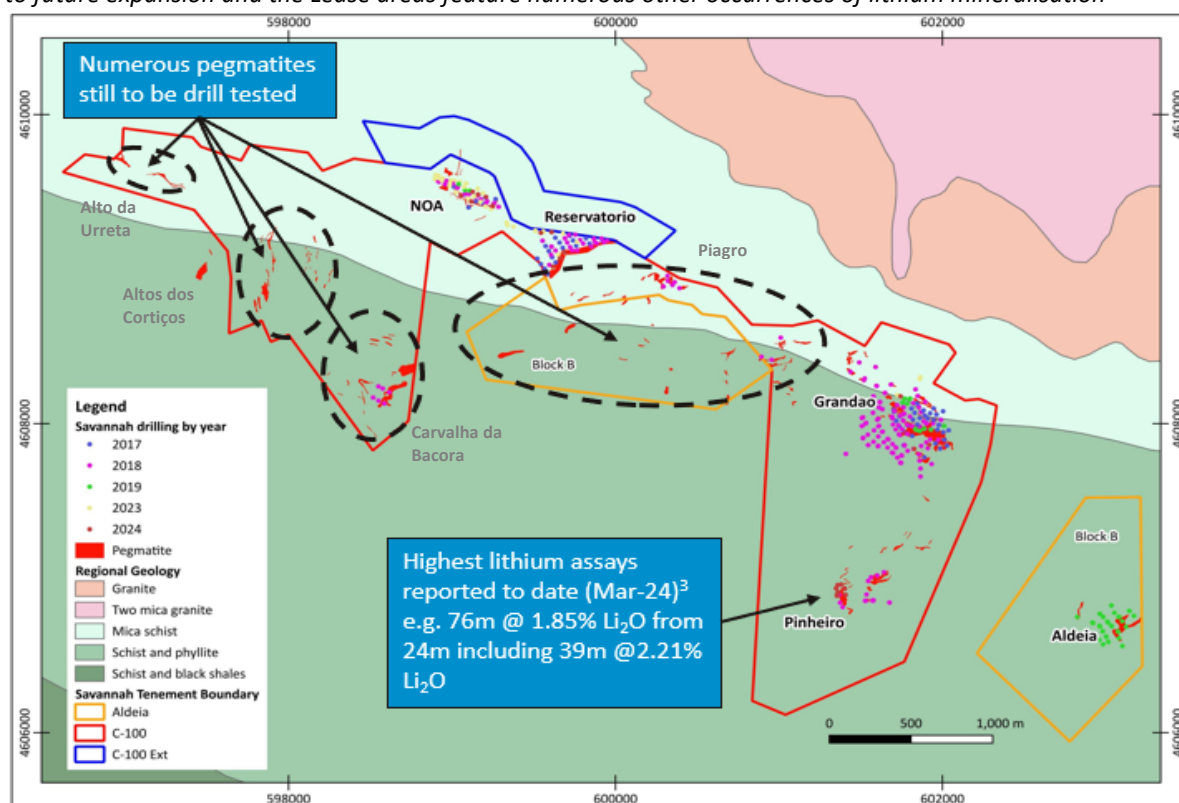 to future expansion and the Lease areas feature numerous other occurrences of lithium mineralisation
598000
600000
602000
Numerous pegmatites
still to be drill tested
4610000
4610000
NOA
Reservatorio
Alto da
Urreta
Piagro
Altos dos
Cortiços
Block B
Grandao
4608000
4608000
Carvalha da
Bacora
Legend
Savannah drilling by year
2017
2018
2019
2023
2024
Pegmatite
Regional Geology
Granite
Two mica granite
Mica schist
Schist and phyllite
Schist and black shales
Savannah Tenement Boundary
Aldeia
C-100
C-100 Ext
Highest lithium assays
reported to date (Mar-24)³
e.g. 76m @ 1.85% Li₂O from
24m including 39m @2.21%
Li₂O
Pinheiro
Block B
Aldeia
4606000
4606000
0 500 1,000 m
598000
600000
602000